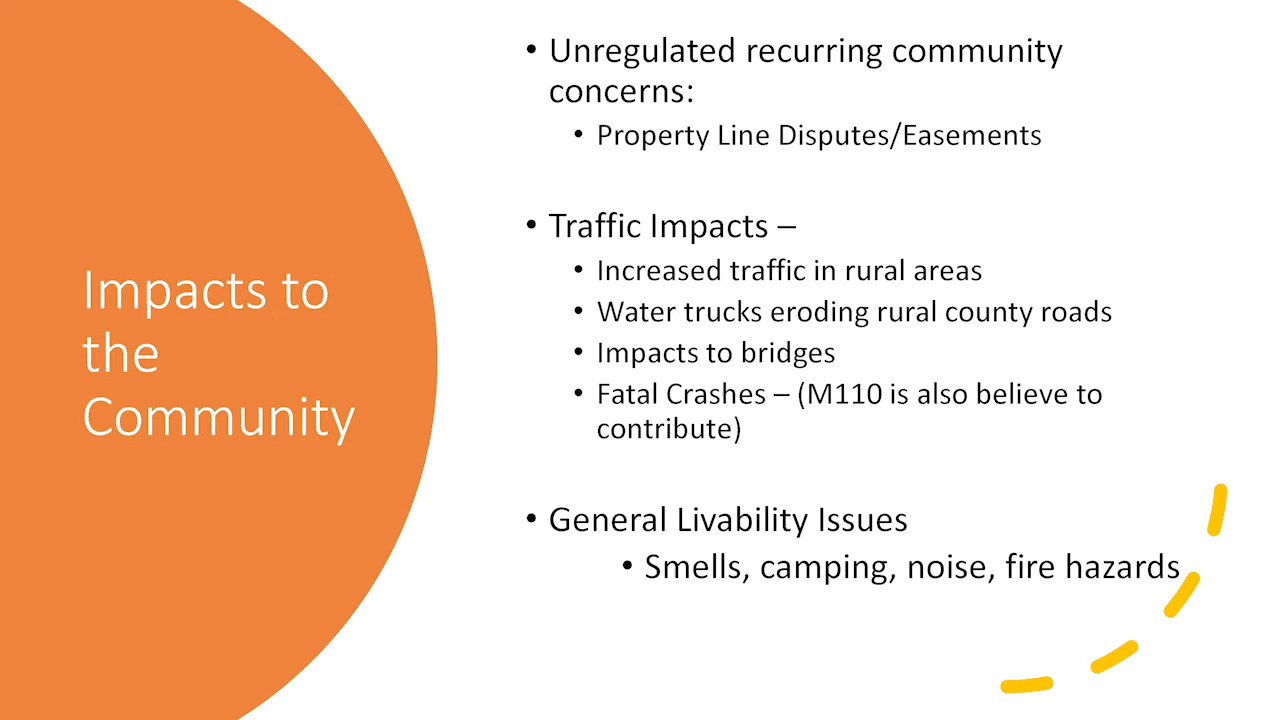 Impacts to
the
Community
• Unregulated recurring community
concerns:
• Property Line Disputes/Easements
• Traffic Impacts –
• Increased traffic in rural areas
• Water trucks eroding rural county roads
• Impacts to bridges
• Fatal Crashes – (M110 is also believe to
contribute)
• General Livability Issues
• Smells, camping, noise, fire hazards